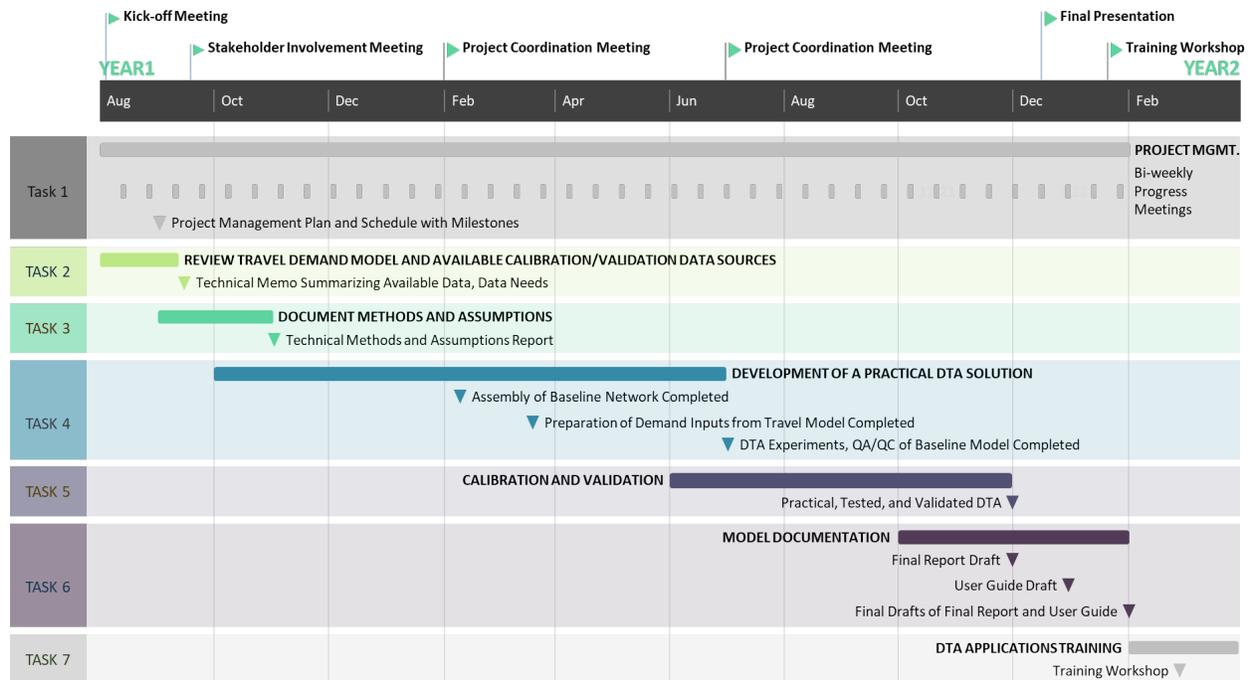 Kick-off Meeting
Final Presentation
Stakeholder Involvement Meeting
Project Coordination Meeting
Project Coordination Meeting
Training Workshop
YEAR1
YEAR2
Aug Oct Dec Feb Apr Jun Aug Oct Dec Feb
Task 1
PROJECT MGMT.
Bi-weekly
Progress
Meetings
Project Management Plan and Schedule with Milestones
TASK 2
REVIEW TRAVEL DEMAND MODEL AND AVAILABLE CALIBRATION/VALIDATION DATA SOURCES
Technical Memo Summarizing Available Data, Data Needs
TASK 3
DOCUMENT METHODS AND ASSUMPTIONS
Technical Methods and Assumptions Report
TASK 4
DEVELOPMENT OF A PRACTICAL DTA SOLUTION
Assembly of Baseline Network Completed
Preparation of Demand Inputs from Travel Model Completed
DTA Experiments, QA/QC of Baseline Model Completed
TASK 5
CALIBRATION AND VALIDATION
Practical, Tested, and Validated DTA
TASK 6
MODEL DOCUMENTATION
Final Report Draft
User Guide Draft
Final Drafts of Final Report and User Guide
TASK 7
DTA APPLICATIONS TRAINING
Training Workshop